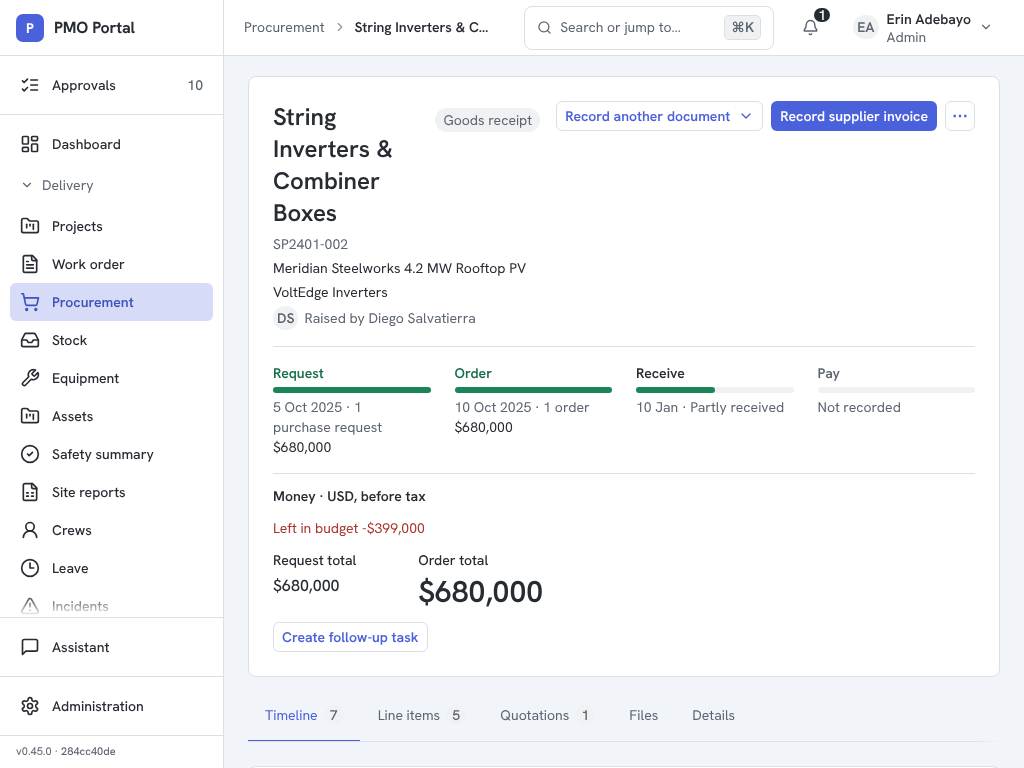 P PMO Portal
Approvals 10
Dashboard
Delivery
Projects
Work order
Procurement
Stock
Equipment
Assets
Safety summary
Site reports
Crews
Leave
Incidents
Assistant
Administration
v0.45.0 · 284cc40de
Procurement > String Inverters & C...
Search or jump to... ⌘K
1
EA Erin Adebayo
Admin
String Inverters & Combiner Boxes
Goods receipt
Record another document
Record supplier invoice
SP2401-002
Meridian Steelworks 4.2 MW Rooftop PV
VoltEdge Inverters
DS Raised by Diego Salvatierra
Request
5 Oct 2025 · 1
purchase request
$680,000
Order
10 Oct 2025 · 1 order
$680,000
Receive
10 Jan · Partly received
Pay
Not recorded
Money · USD, before tax
Left in budget -$399,000
Request total
$680,000
Order total
$680,000
Create follow-up task
Timeline 7
Line items 5
Quotations 1
Files
Details